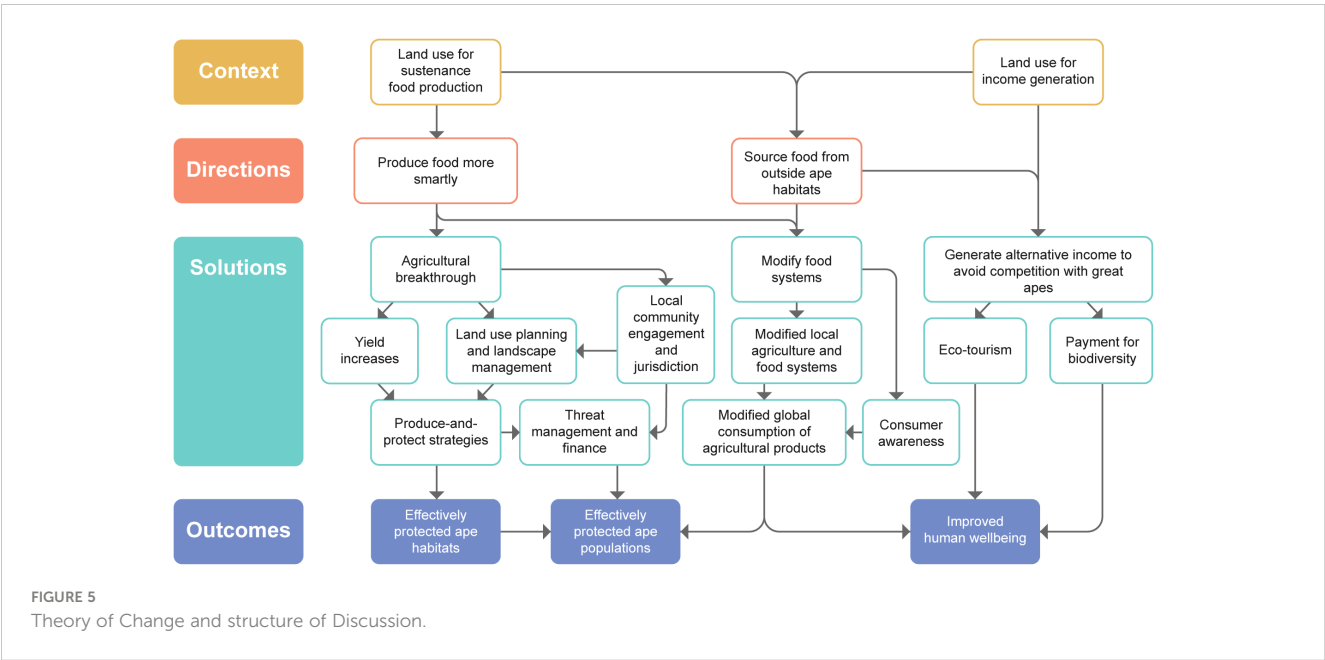 Context
Land use for
sustenance
food production
Land use for
income generation
Directions
Produce food more
smartly
Source food from
outside ape
habitats
Solutions
Agricultural
breakthrough
Modify food
systems
Generate alternative income to
avoid competition with great
apes
Local
community
engagement
and
jurisdiction
Yield
increases
Land use planning
and landscape
management
Modified local
agriculture and
food systems
Eco-tourism
Payment for
biodiversity
Produce-and-
protect strategies
Threat
management and
finance
Modified global
consumption of
agricultural products
Consumer
awareness
Outcomes
Effectively
protected ape
habitats
Effectively
protected ape
populations
Improved
human wellbeing
FIGURE 5
Theory of Change and structure of Discussion.